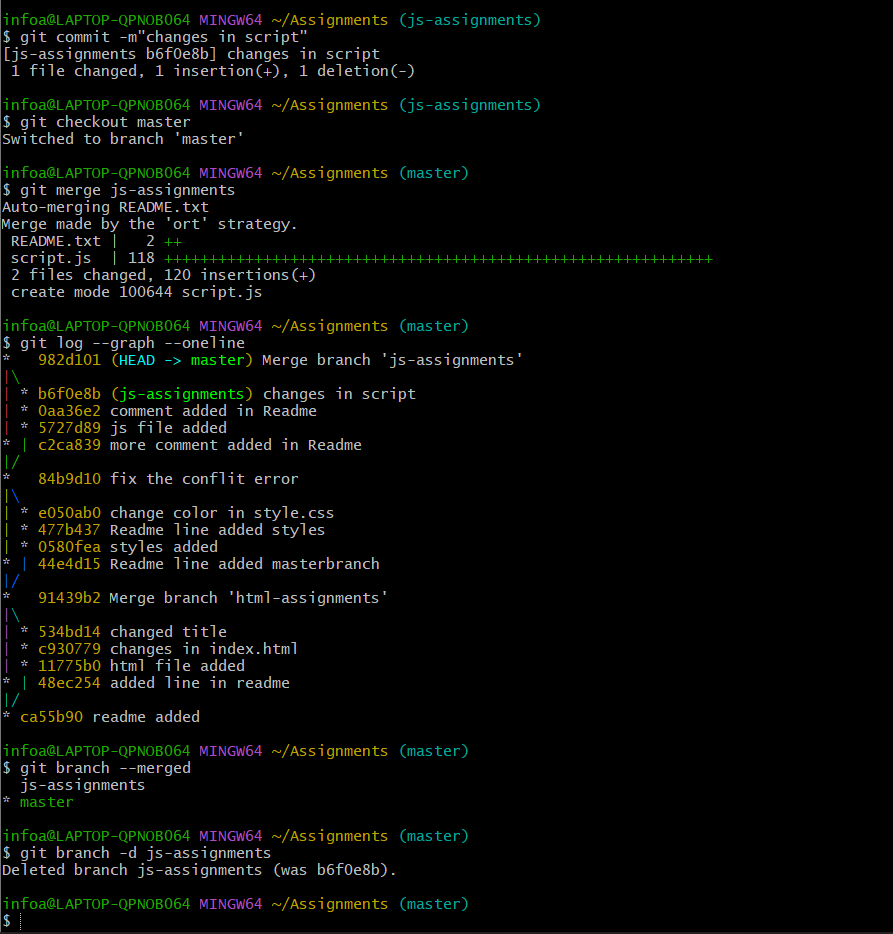 infoa@LAPTOP-QPNOB064 MINGW64 ~/Assignments (js-assignments)
$ git commit -m"changes in script"
[js-assignments b6f0e8b] changes in script
 1 file changed, 1 insertion(+), 1 deletion(-)

infoa@LAPTOP-QPNOB064 MINGW64 ~/Assignments (js-assignments)
$ git checkout master
Switched to branch 'master'

infoa@LAPTOP-QPNOB064 MINGW64 ~/Assignments (master)
$ git merge js-assignments
Auto-merging README.txt
Merge made by the 'ort' strategy.
 README.txt |   2 ++
 script.js  | 118 +++++++++++++++++++++++++++++++++++++++++++++++++++++++++++++
 2 files changed, 120 insertions(+)
 create mode 100644 script.js

infoa@LAPTOP-QPNOB064 MINGW64 ~/Assignments (master)
$ git log --graph --oneline
*   982d101 (HEAD -> master) Merge branch 'js-assignments'
|\
| * b6f0e8b (js-assignments) changes in script
| * 0aa36e2 comment added in Readme
| * 5727d89 js file added
* | c2ca839 more comment added in Readme
|/
*   84b9d10 fix the conflit error
|\
| * e050ab0 change color in style.css
| * 477b437 Readme line added styles
| * 0580fea styles added
* | 44e4d15 Readme line added masterbranch
|/
*   91439b2 Merge branch 'html-assignments'
|\
| * 534bd14 changed title
| * c930779 changes in index.html
| * 11775b0 html file added
* | 48ec254 added line in readme
|/
* ca55b90 readme added

infoa@LAPTOP-QPNOB064 MINGW64 ~/Assignments (master)
$ git branch --merged
  js-assignments
* master

infoa@LAPTOP-QPNOB064 MINGW64 ~/Assignments (master)
$ git branch -d js-assignments
Deleted branch js-assignments (was b6f0e8b).

infoa@LAPTOP-QPNOB064 MINGW64 ~/Assignments (master)
$